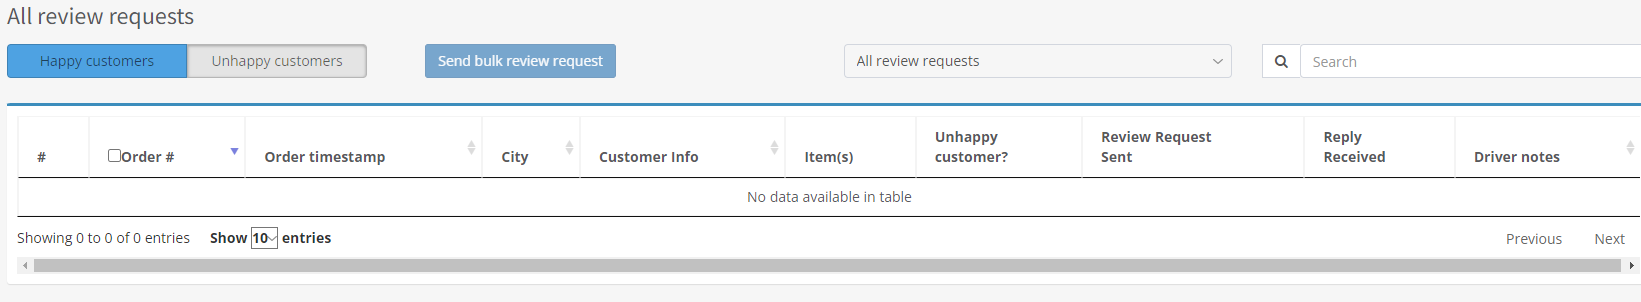 All review requests
Happy customers Unhappy customers Send bulk review request All review requests Search
# Order # Order timestamp City Customer Info Item(s) Unhappy customer? Review Request Sent Reply Received Driver notes
No data available in table
Showing 0 to 0 of 0 entries Show 10 entries Previous Next